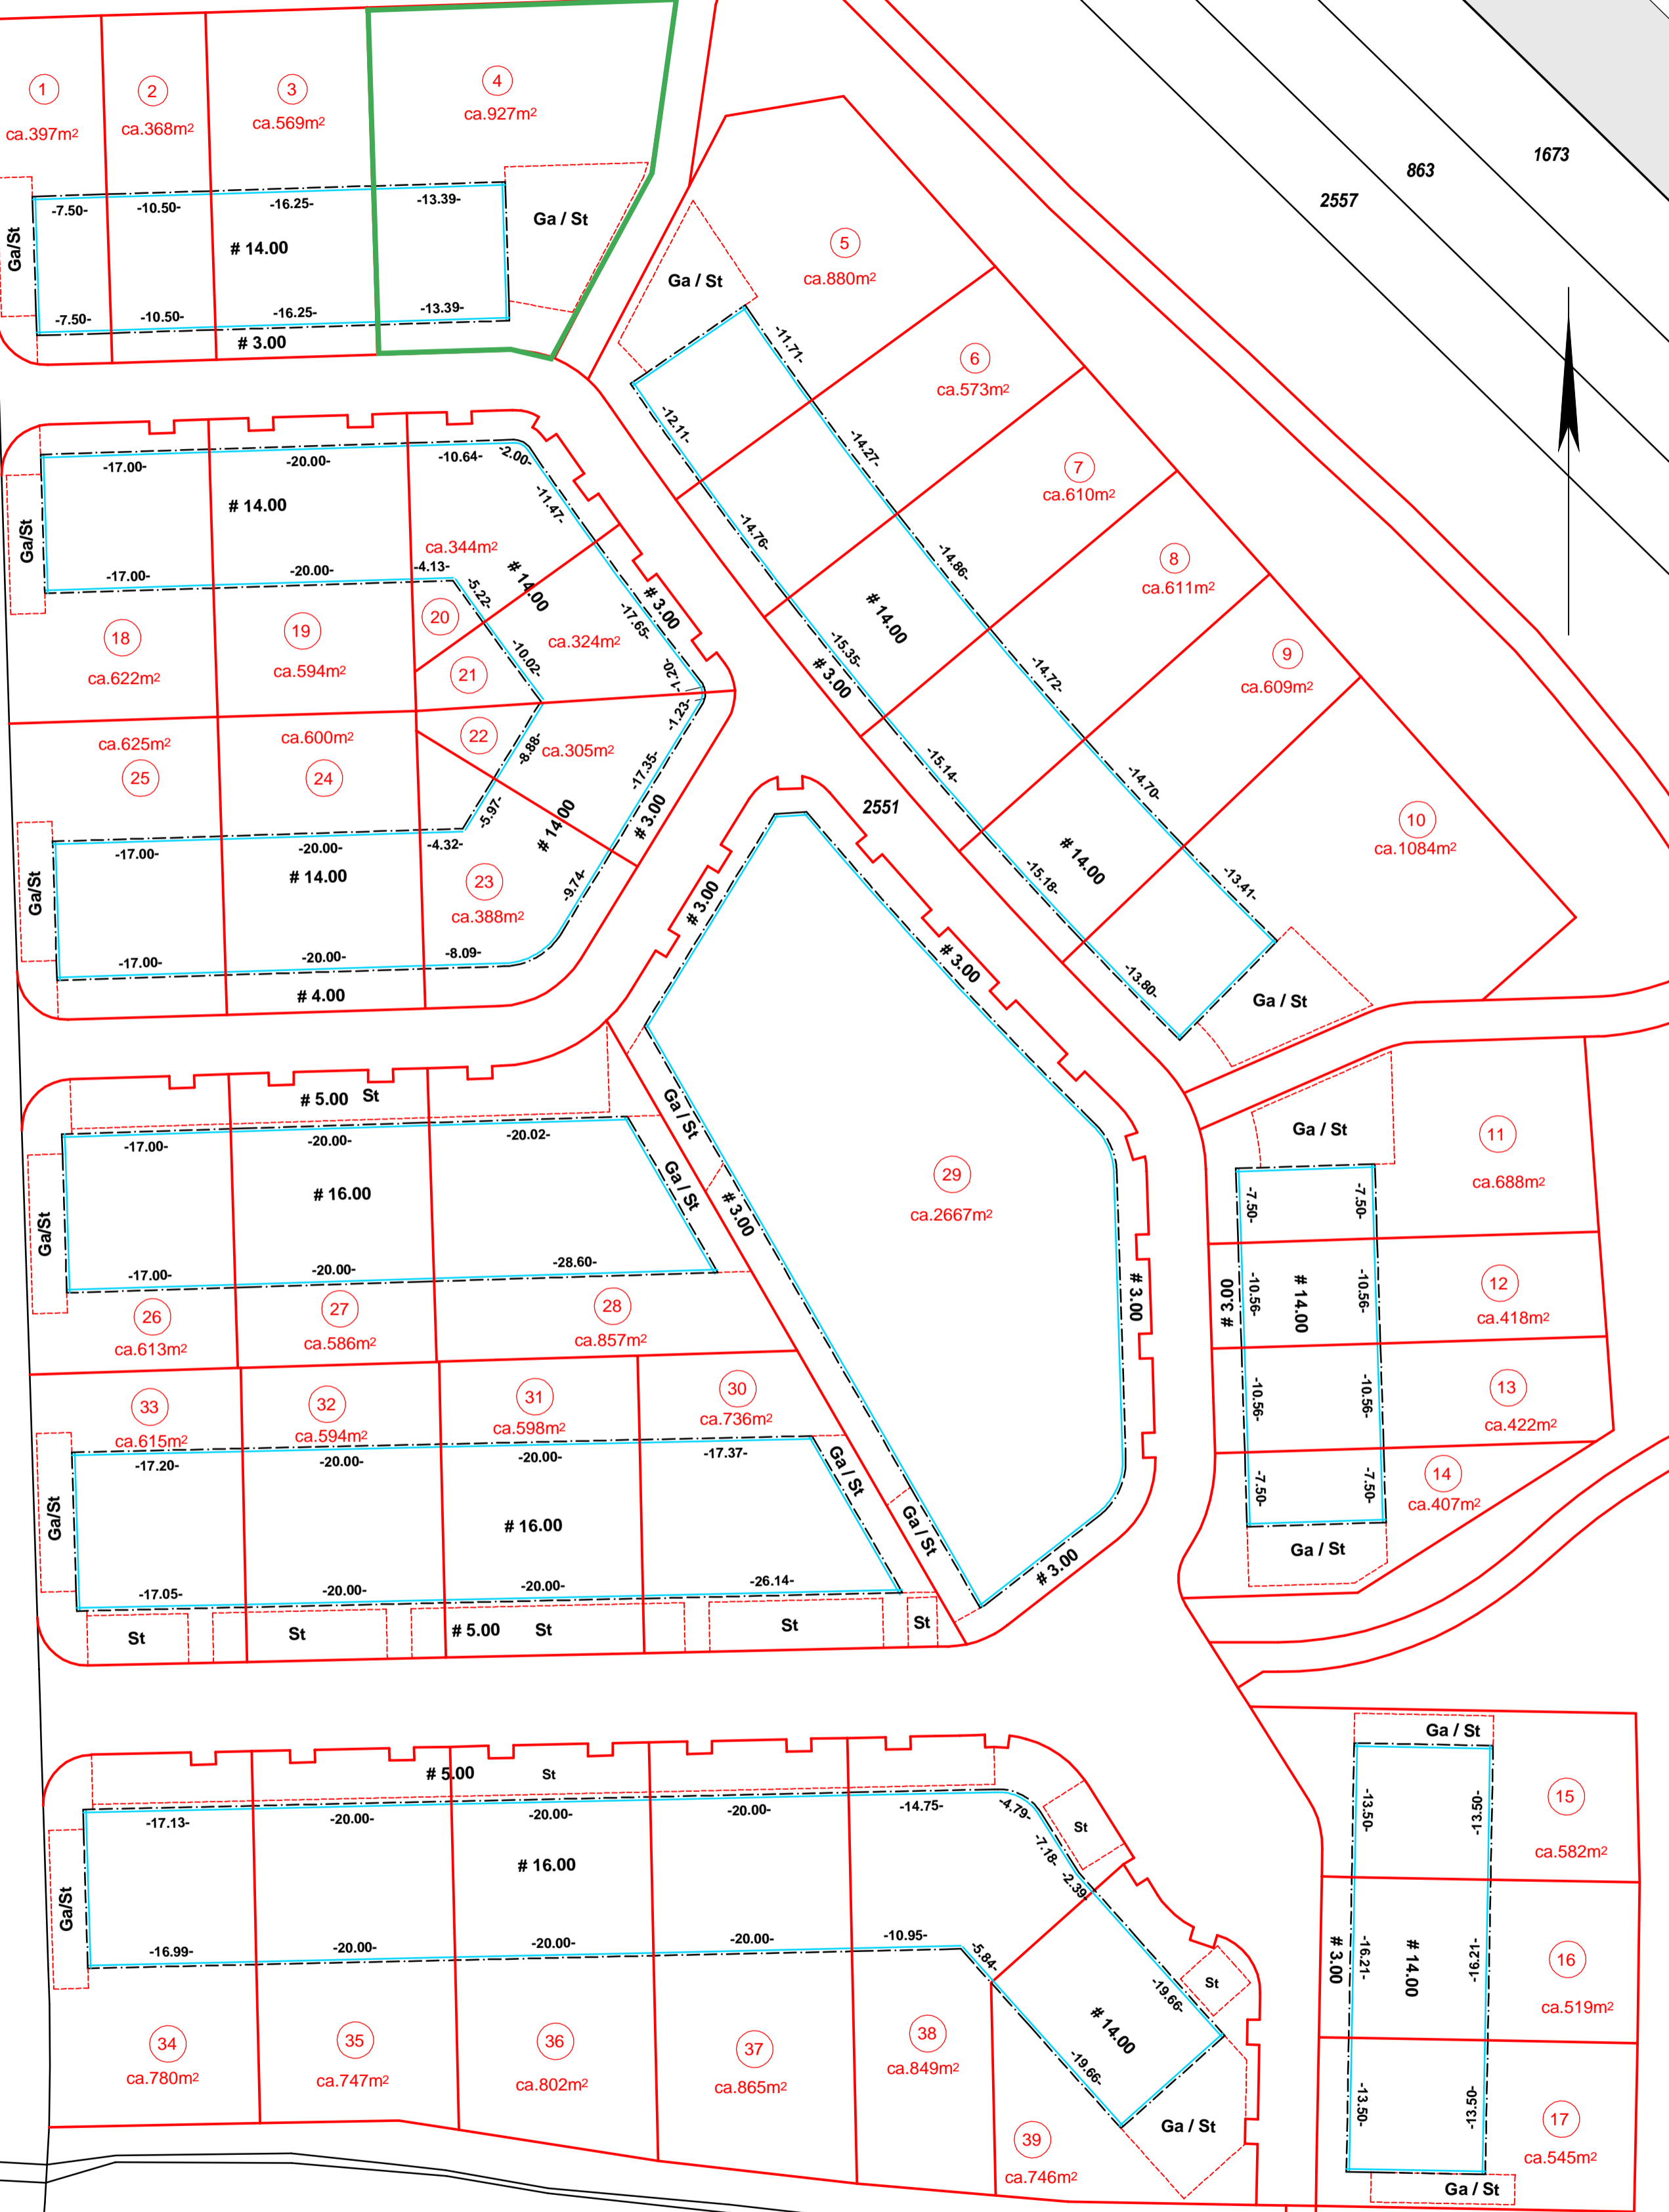 1
ca.397m²
2
ca.368m²
3
ca.569m²
4
ca.927m²
-7.50-
-10.50-
-16.25-
-13.39-
Ga / St
Ga/St
# 14.00
-7.50-
-10.50-
-16.25-
-13.39-
# 3.00
2557
863
1673
5
ca.880m²
Ga / St
-11.71-
-12.11-
6
ca.573m²
-14.27-
-14.76-
7
ca.610m²
-14.86-
-15.35-
# 14.00
# 3.00
8
ca.611m²
-14.72-
-15.14-
9
ca.609m²
-14.70-
-15.18-
# 14.00
10
ca.1084m²
-13.41-
-13.80-
Ga / St
-17.00-
-20.00-
-10.64-
-2.00-
-11.47-
# 14.00
Ga/St
ca.344m²
# 14.00
-17.00-
-20.00-
-4.13-
-5.22-
# 3.00
-17.65-
18
ca.622m²
19
ca.594m²
20
ca.324m²
-10.02-
21
-1.20-
-1.23-
ca.625m²
25
ca.600m²
24
22
ca.305m²
-8.88-
-17.35-
-5.97-
# 14.00
# 3.00
2551
-17.00-
-20.00-
-4.32-
# 14.00
Ga/St
23
ca.388m²
-9.74-
-17.00-
-20.00-
-8.09-
# 4.00
# 3.00
# 3.00
# 5.00 St
-17.00-
-20.00-
-20.02-
Ga / St
Ga / St
# 16.00
Ga/St
# 3.00
29
ca.2667m²
# 3.00
-17.00-
-20.00-
-28.60-
26
ca.613m²
27
ca.586m²
28
ca.857m²
Ga / St
11
ca.688m²
-7.50-
-7.50-
12
ca.418m²
# 3.00
-10.56-
# 14.00
-10.56-
13
ca.422m²
-10.56-
-10.56-
14
ca.407m²
-7.50-
-7.50-
Ga / St
33
ca.615m²
32
ca.594m²
31
ca.598m²
30
ca.736m²
-17.20-
-20.00-
-20.00-
-17.37-
Ga / St
Ga/St
# 16.00
Ga / St
# 3.00
-17.05-
-20.00-
-20.00-
-26.14-
St
St
# 5.00 St
St
St
# 5.00 St
-17.13-
-20.00-
-20.00-
-20.00-
-14.75-
-4.79-
St
-7.18-
-2.39-
# 16.00
Ga/St
-16.99-
-20.00-
-20.00-
-20.00-
-10.95-
-5.84-
-19.66-
St
# 14.00
-19.66-
34
ca.780m²
35
ca.747m²
36
ca.802m²
37
ca.865m²
38
ca.849m²
39
ca.746m²
Ga / St
Ga / St
-13.50-
-13.50-
15
ca.582m²
# 3.00
-16.21-
# 14.00
-16.21-
16
ca.519m²
-13.50-
-13.50-
17
ca.545m²
Ga / St